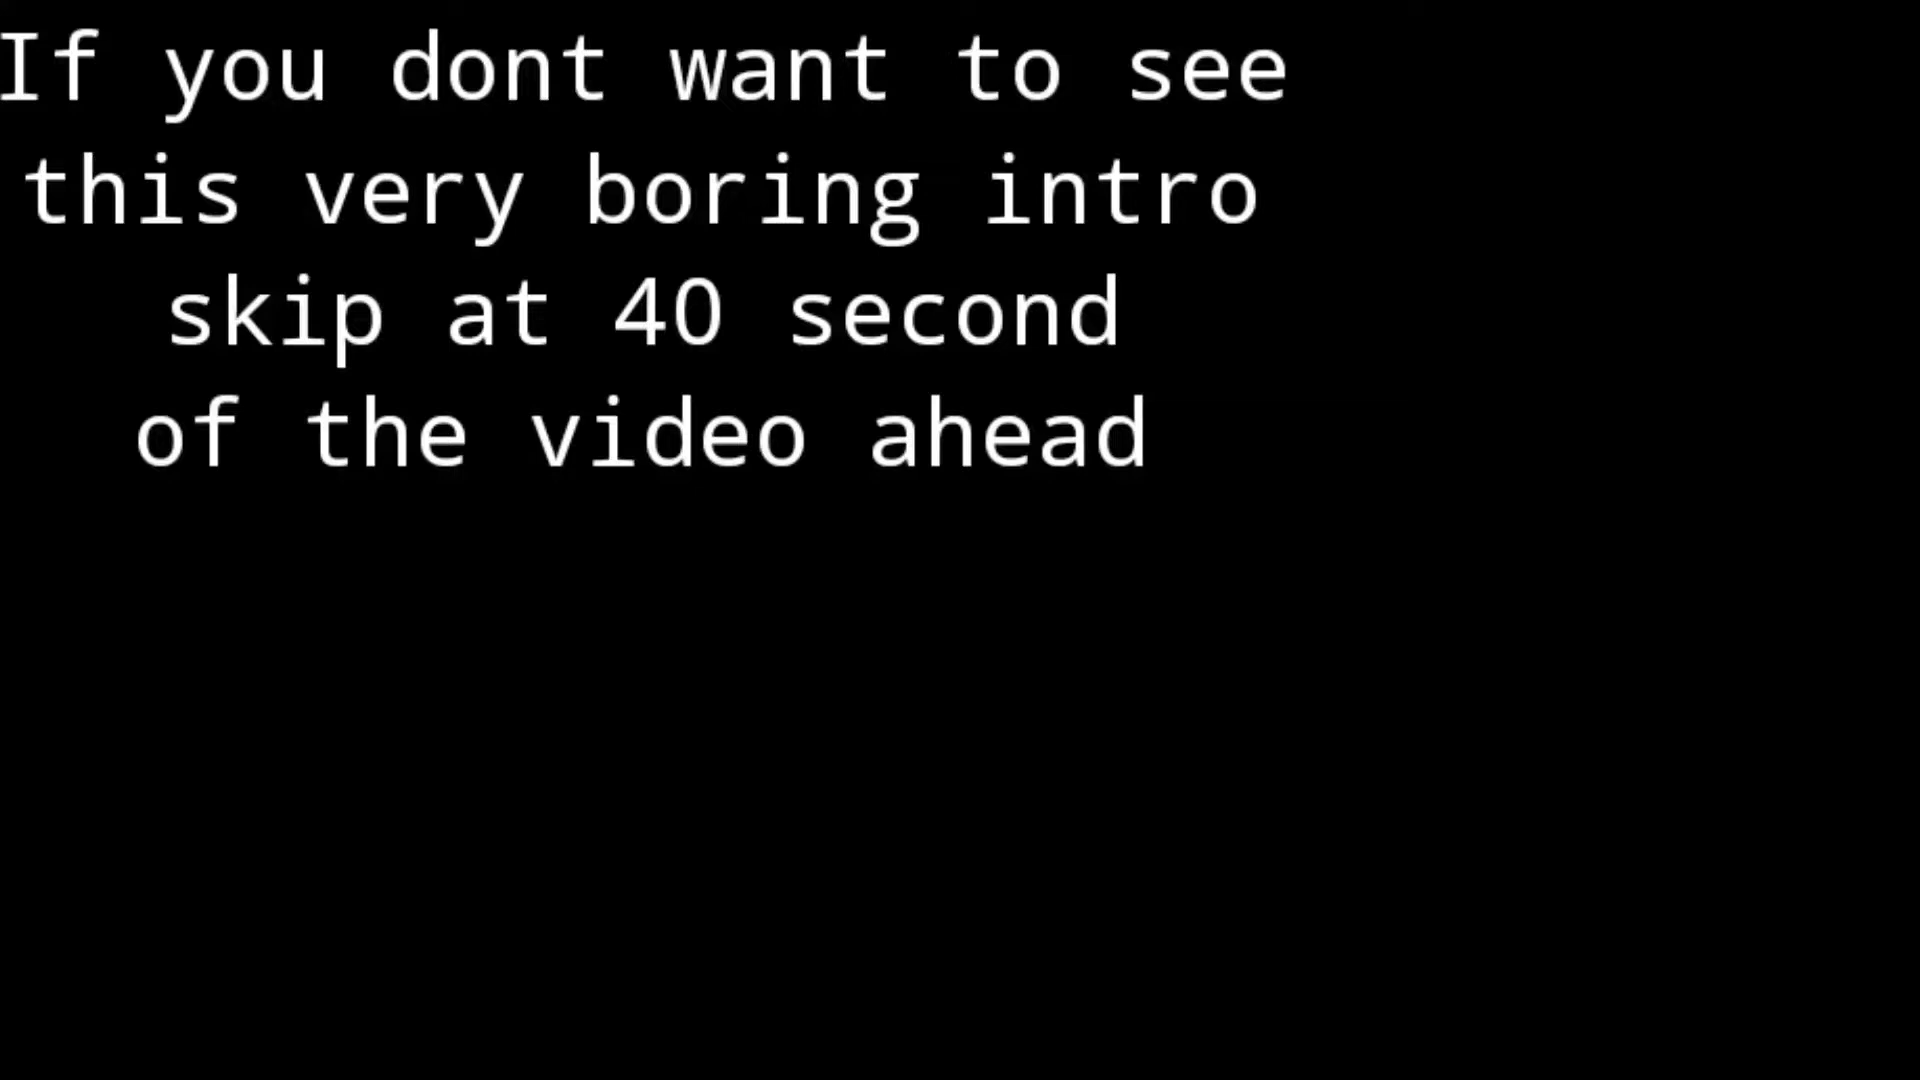 If you dont want to see
this very boring intro
skip at 40 second
of the video ahead